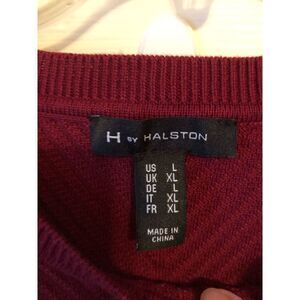 H BY HALSTON
US L
UK XL
DE L
IT XL
FR XL
MADE IN
CHINA